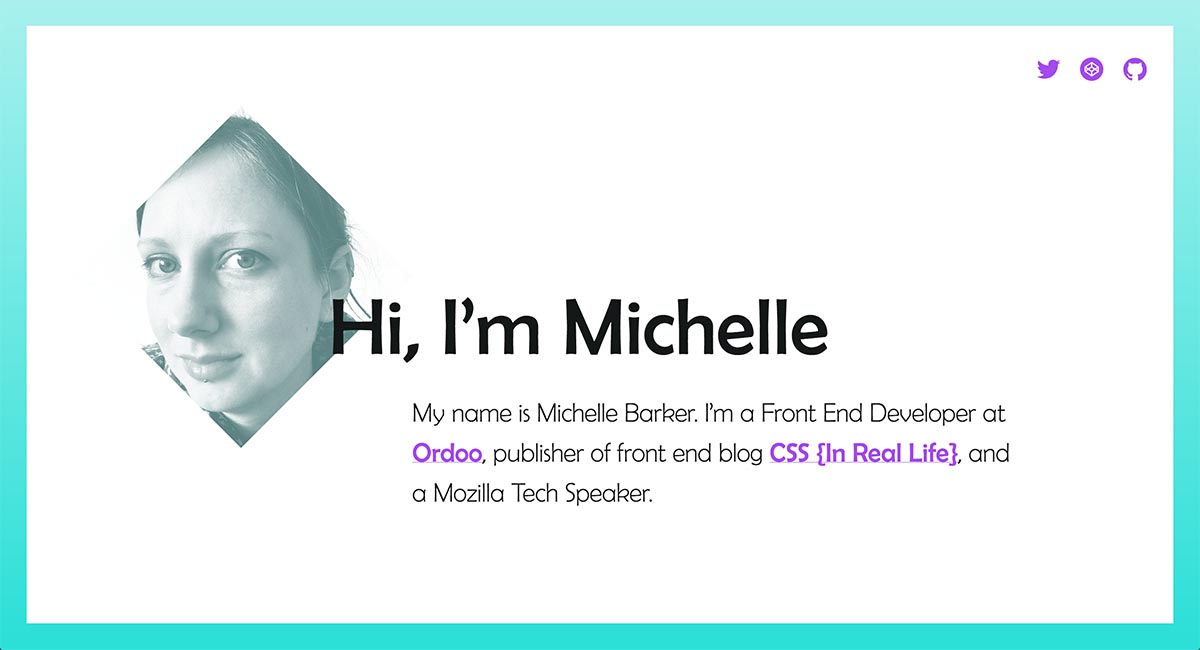 Hi, I’m Michelle
My name is Michelle Barker. I’m a Front End Developer at
Ordoo, publisher of front end blog CSS {In Real Life}, and
a Mozilla Tech Speaker.